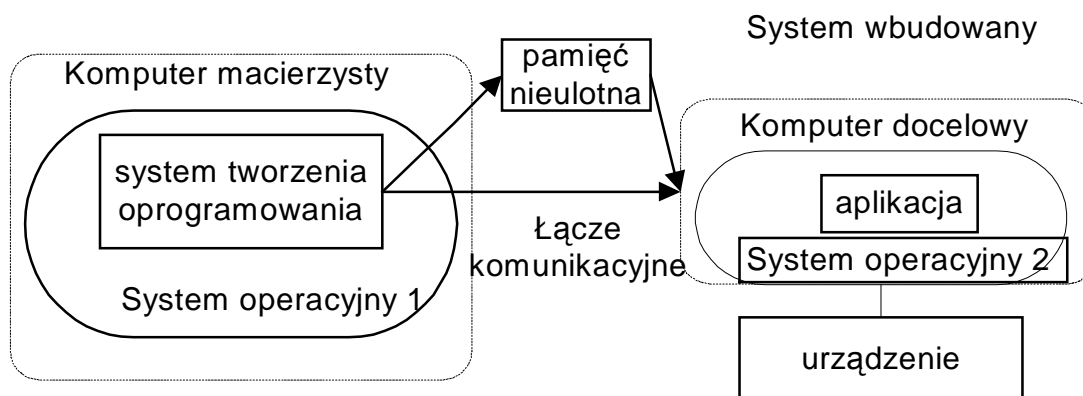 System wbudowany
pamięć
nieulotna
Komputer macierzysty
Komputer docelowy
system tworzenia
oprogramowania
aplikacja
Łącze
komunikacyjne
System operacyjny 2
System operacyjny 1
urządzenie